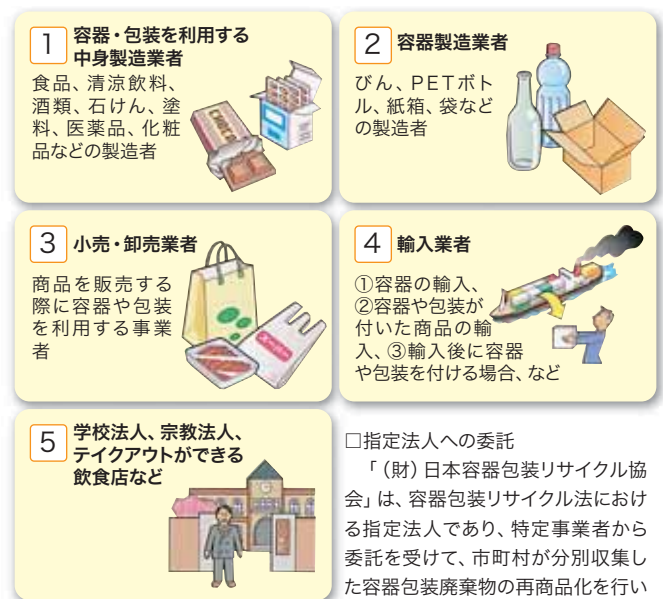 1 容器・包装を利用する
中身製造業者
食品、清涼飲料、
酒類、石けん、塗
料、医薬品、化粧
品などの製造者
2 容器製造業者
びん、PETボト
ル、紙箱、袋など
の製造者
3 小売・卸売業者
商品を販売する
際に容器や包装
を利用する事業
者
4 輸入業者
①容器の輸入、
②容器や包装が
付いた商品の輸
入、③輸入後に容器
や包装を付ける場合、など
5 学校法人、宗教法人、
テイクアウトができる
飲食店など
□指定法人への委託
「(財)日本容器包装リサイクル協
会」は、容器包装リサイクル法におけ
る指定法人であり、特定事業者から
委託を受けて、市町村が分別収集し
た容器包装廃棄物の再商品化を行い